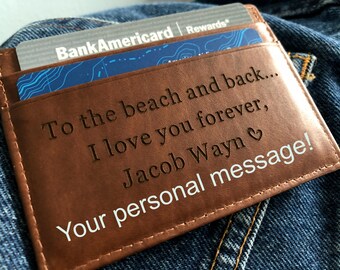 BankAmericard Rewards®
To the beach and back...
I love you forever,
Jacob Wayn♡
Your personal message!